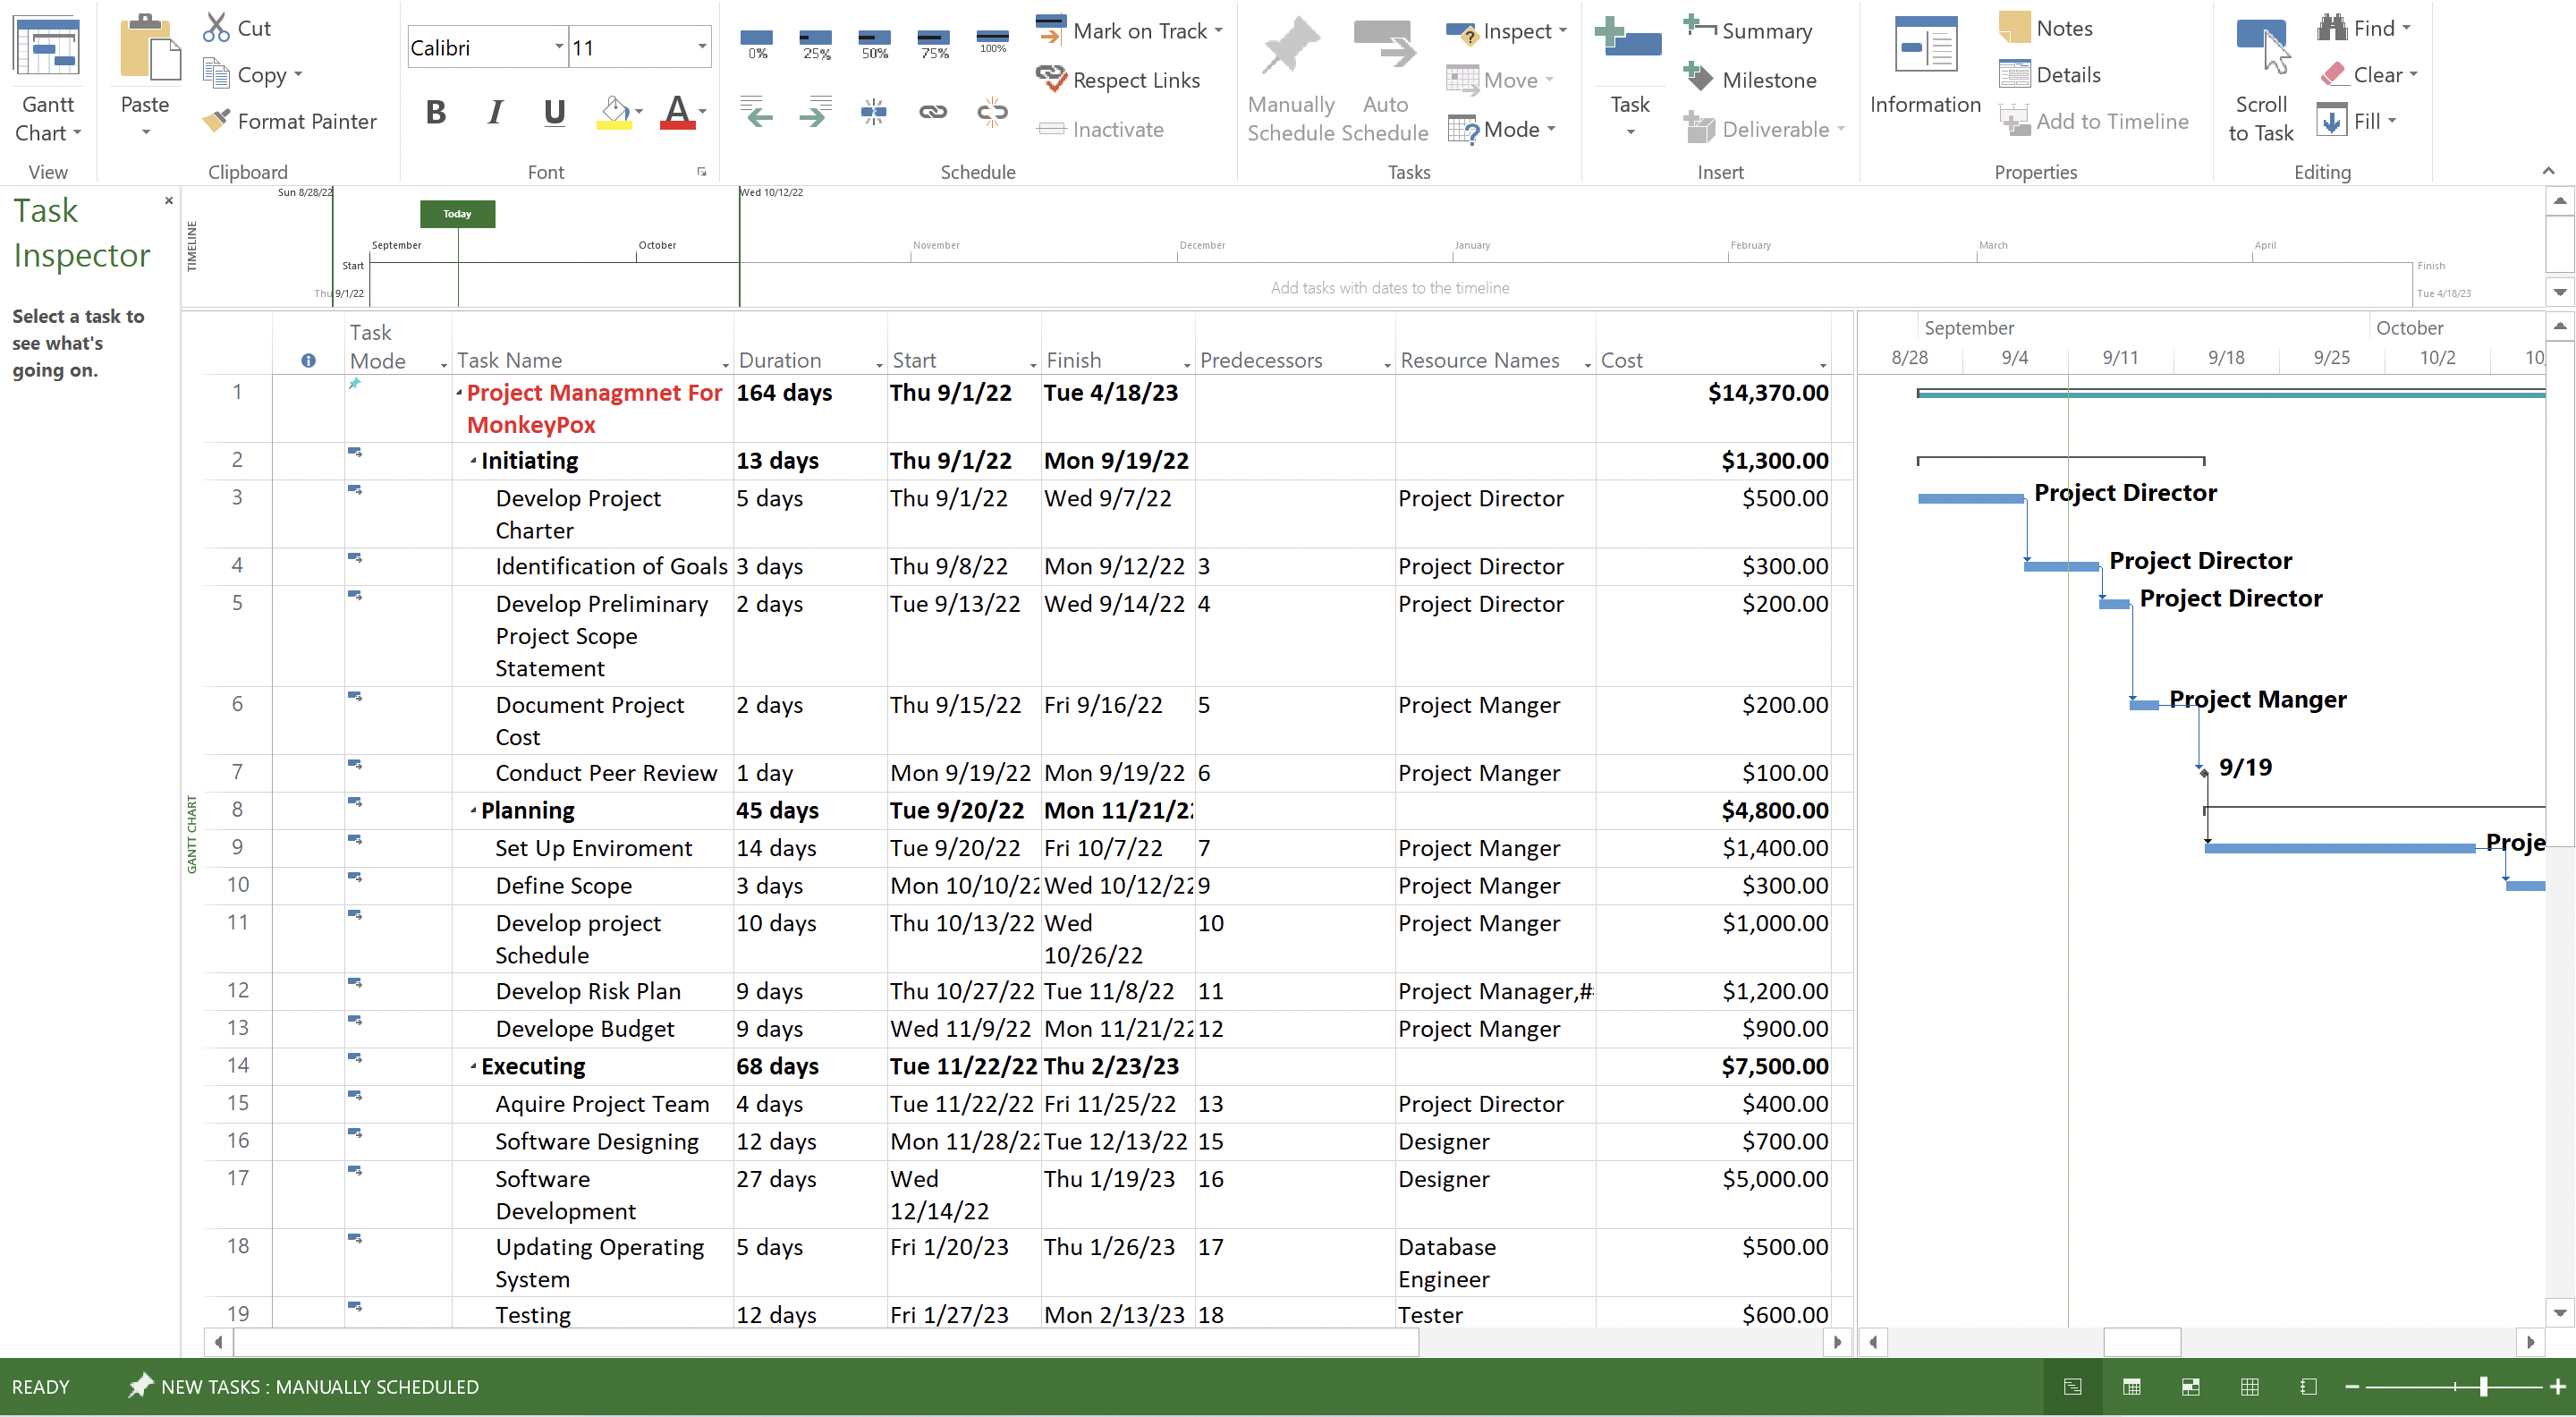 Gantt
Chart
View
Paste
Cut
Copy
Format Painter
Clipboard
Calibri 11
B I U A
Font
0% 25% 50% 75% 100%
Mark on Track
Respect Links
Inactivate
Schedule
Manually
Schedule
Auto
Schedule
Inspect
Move
Mode
Tasks
Task
Summary
Milestone
Deliverable
Insert
Information
Notes
Details
Add to Timeline
Properties
Scroll
to Task
Find
Clear
Fill
Editing
Task
Inspector
Select a task to
see what's
going on.
TIMELINE
Sun 8/28/22 Wed 10/12/22
Today
September October November December January February March April
Start Finish
Thu 9/1/22 Tue 4/18/23
Add tasks with dates to the timeline
GANTT CHART
Task
Mode Task Name Duration Start Finish Predecessors Resource Names Cost
1 Project Managmnet For 164 days Thu 9/1/22 Tue 4/18/23 $14,370.00
MonkeyPox
2 Initiating 13 days Thu 9/1/22 Mon 9/19/22 $1,300.00
3 Develop Project 5 days Thu 9/1/22 Wed 9/7/22 Project Director $500.00
Charter
4 Identification of Goals 3 days Thu 9/8/22 Mon 9/12/22 3 Project Director $300.00
5 Develop Preliminary 2 days Tue 9/13/22 Wed 9/14/22 4 Project Director $200.00
Project Scope
Statement
6 Document Project 2 days Thu 9/15/22 Fri 9/16/22 5 Project Manger $200.00
Cost
7 Conduct Peer Review 1 day Mon 9/19/22 Mon 9/19/22 6 Project Manger $100.00
8 Planning 45 days Tue 9/20/22 Mon 11/21/2 $4,800.00
9 Set Up Enviroment 14 days Tue 9/20/22 Fri 10/7/22 7 Project Manger $1,400.00
10 Define Scope 3 days Mon 10/10/22 Wed 10/12/22 9 Project Manger $300.00
11 Develop project 10 days Thu 10/13/22 Wed 10 Project Manger $1,000.00
Schedule 10/26/22
12 Develop Risk Plan 9 days Thu 10/27/22 Tue 11/8/22 11 Project Manager,# $1,200.00
13 Develope Budget 9 days Wed 11/9/22 Mon 11/21/22 12 Project Manger $900.00
14 Executing 68 days Tue 11/22/22 Thu 2/23/23 $7,500.00
15 Aquire Project Team 4 days Tue 11/22/22 Fri 11/25/22 13 Project Director $400.00
16 Software Designing 12 days Mon 11/28/22 Tue 12/13/22 15 Designer $700.00
17 Software 27 days Wed Thu 1/19/23 16 Designer $5,000.00
Development 12/14/22
18 Updating Operating 5 days Fri 1/20/23 Thu 1/26/23 17 Database $500.00
System Engineer
19 Testing 12 days Fri 1/27/23 Mon 2/13/23 18 Tester $600.00
September October
8/28 9/4 9/11 9/18 9/25 10/2 10
Project Director
Project Director
Project Director
Project Manger
9/19
Proje
READY NEW TASKS : MANUALLY SCHEDULED